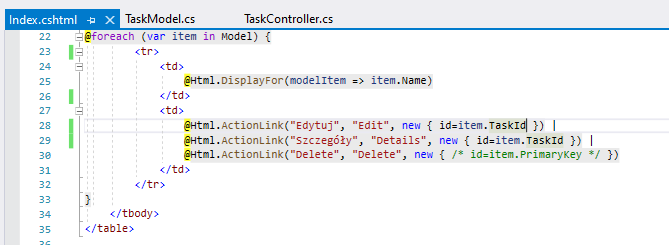 Index.cshtml TaskModel.cs TaskController.cs
22 @foreach (var item in Model) {
23 <tr>
24 <td>
25 @Html.DisplayFor(modelItem => item.Name)
26 </td>
27 <td>
28 @Html.ActionLink("Edytuj", "Edit", new { id=item.TaskId }) |
29 @Html.ActionLink("Szczegóły", "Details", new { id=item.TaskId }) |
30 @Html.ActionLink("Delete", "Delete", new { /* id=item.PrimaryKey */ })
31 </td>
32 </tr>
33 }
34 </tbody>
35 </table>
36